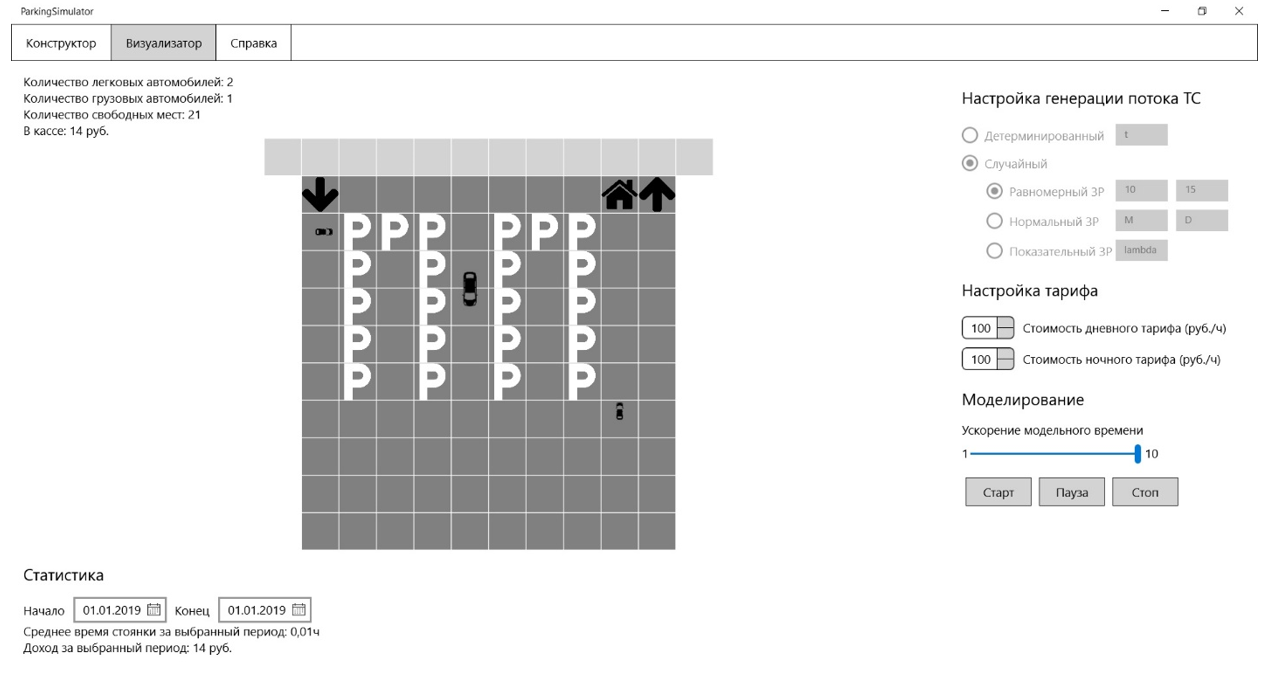 ParkingSimulator
Конструктор Визуализатор Справка
Количество легковых автомобилей: 2
Количество грузовых автомобилей: 1
Количество свободных мест: 21
В кассе: 14 руб.
P P P P P P
P P P P
P P P P
P P P P
P P P P
Настройка генерации потока ТС
Детерминированный t
Случайный
Равномерный ЗР 10 15
Нормальный ЗР M D
Показательный ЗР lambda
Настройка тарифа
100 Стоимость дневного тарифа (руб./ч)
100 Стоимость ночного тарифа (руб./ч)
Моделирование
Ускорение модельного времени
1 10
Старт Пауза Стоп
Статистика
Начало 01.01.2019 Конец 01.01.2019
Среднее время стоянки за выбранный период: 0,01ч
Доход за выбранный период: 14 руб.